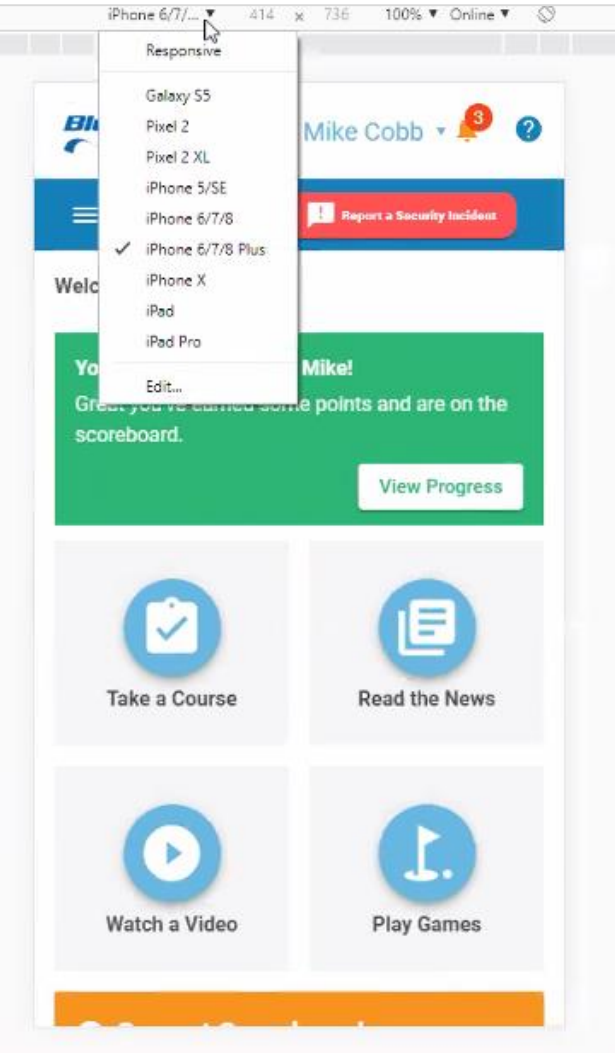 iPhone 6/7/... ▼ 414 x 736 100% ▼ Online ▼
Responsive
Galaxy S5
Pixel 2
Pixel 2 XL
iPhone 5/SE
iPhone 6/7/8
✓ iPhone 6/7/8 Plus
iPhone X
iPad
iPad Pro
Edit...
Mike Cobb 3 ?
! Report a Security Incident
Welc
Yo Mike!
points and are on the
scoreboard.
View Progress
Take a Course
Read the News
Watch a Video
Play Games